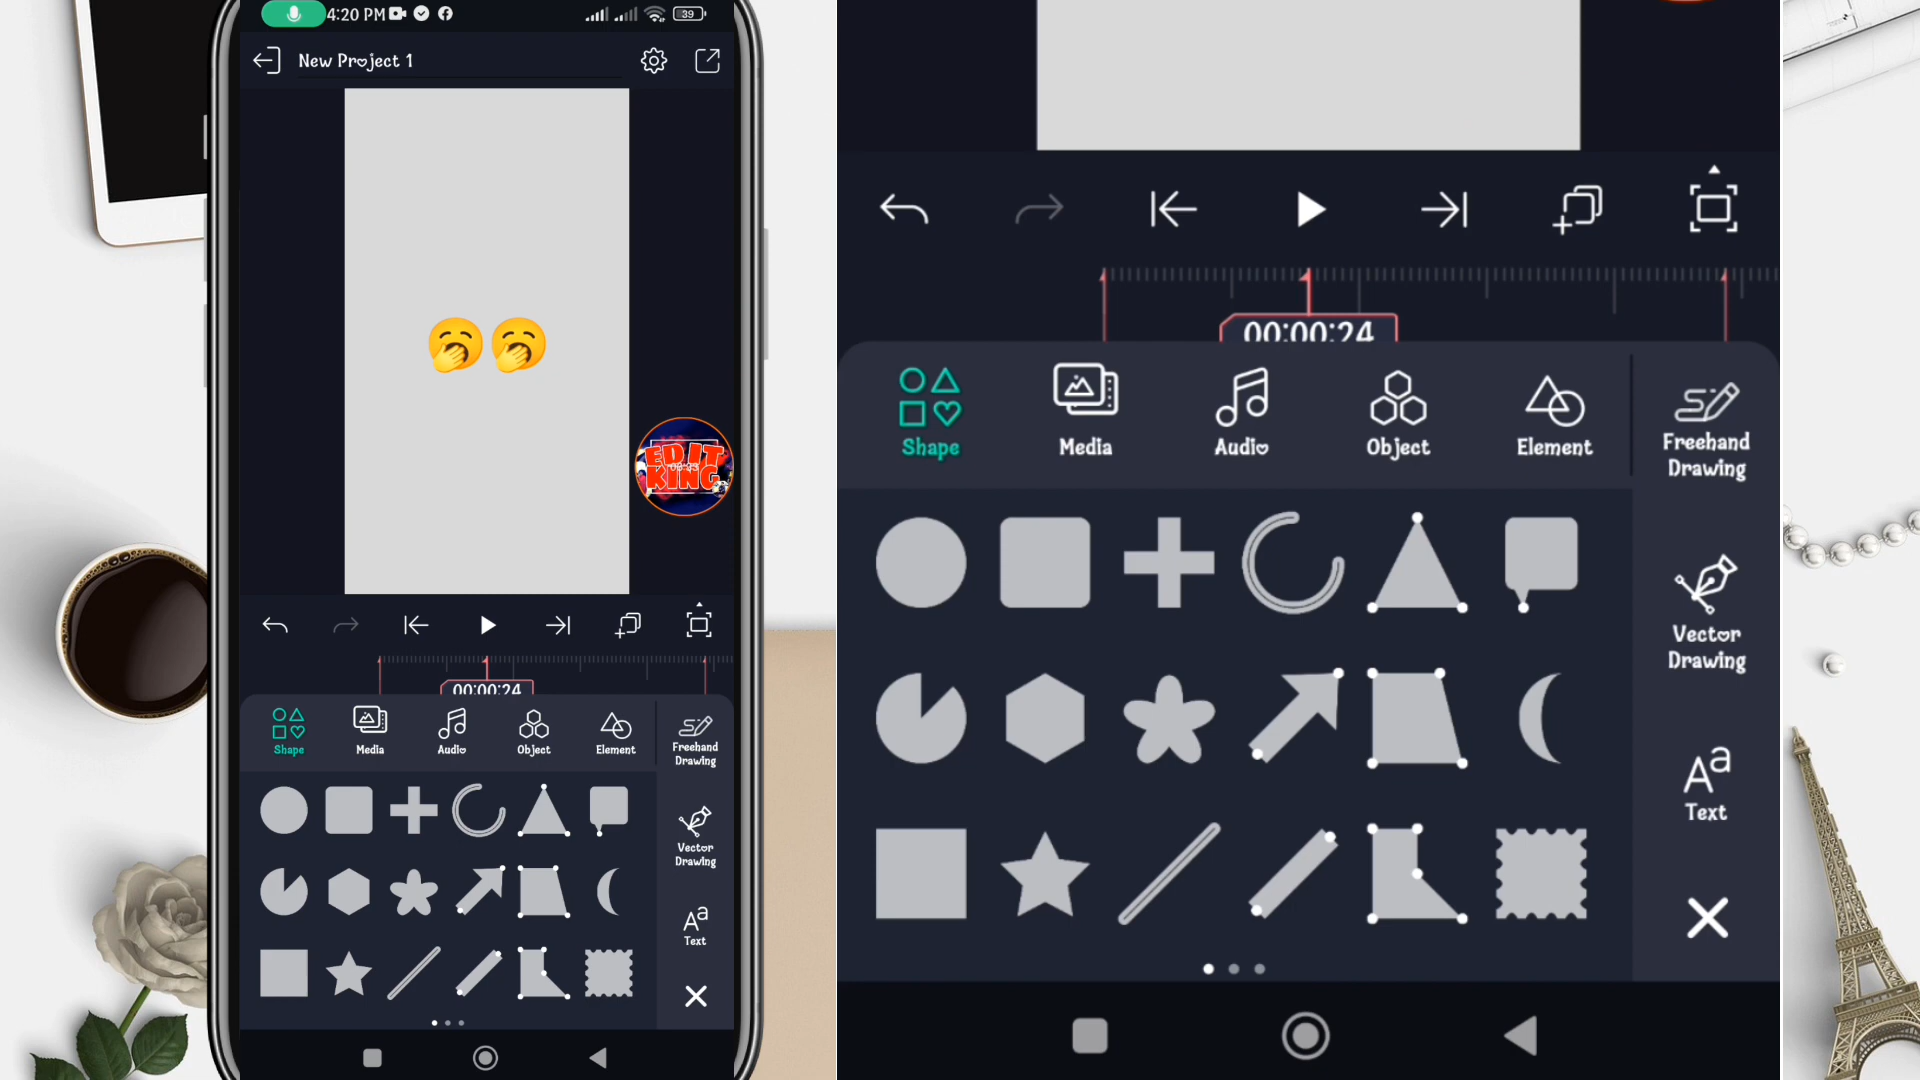 4:20 PM
39
New Project 1
EDIT
KING
00:00:24
Shape
Media
Audio
Object
Element
Freehand
Drawing
Vector
Drawing
Text
00:00:24
Shape
Media
Audio
Object
Element
Freehand
Drawing
Vector
Drawing
Text